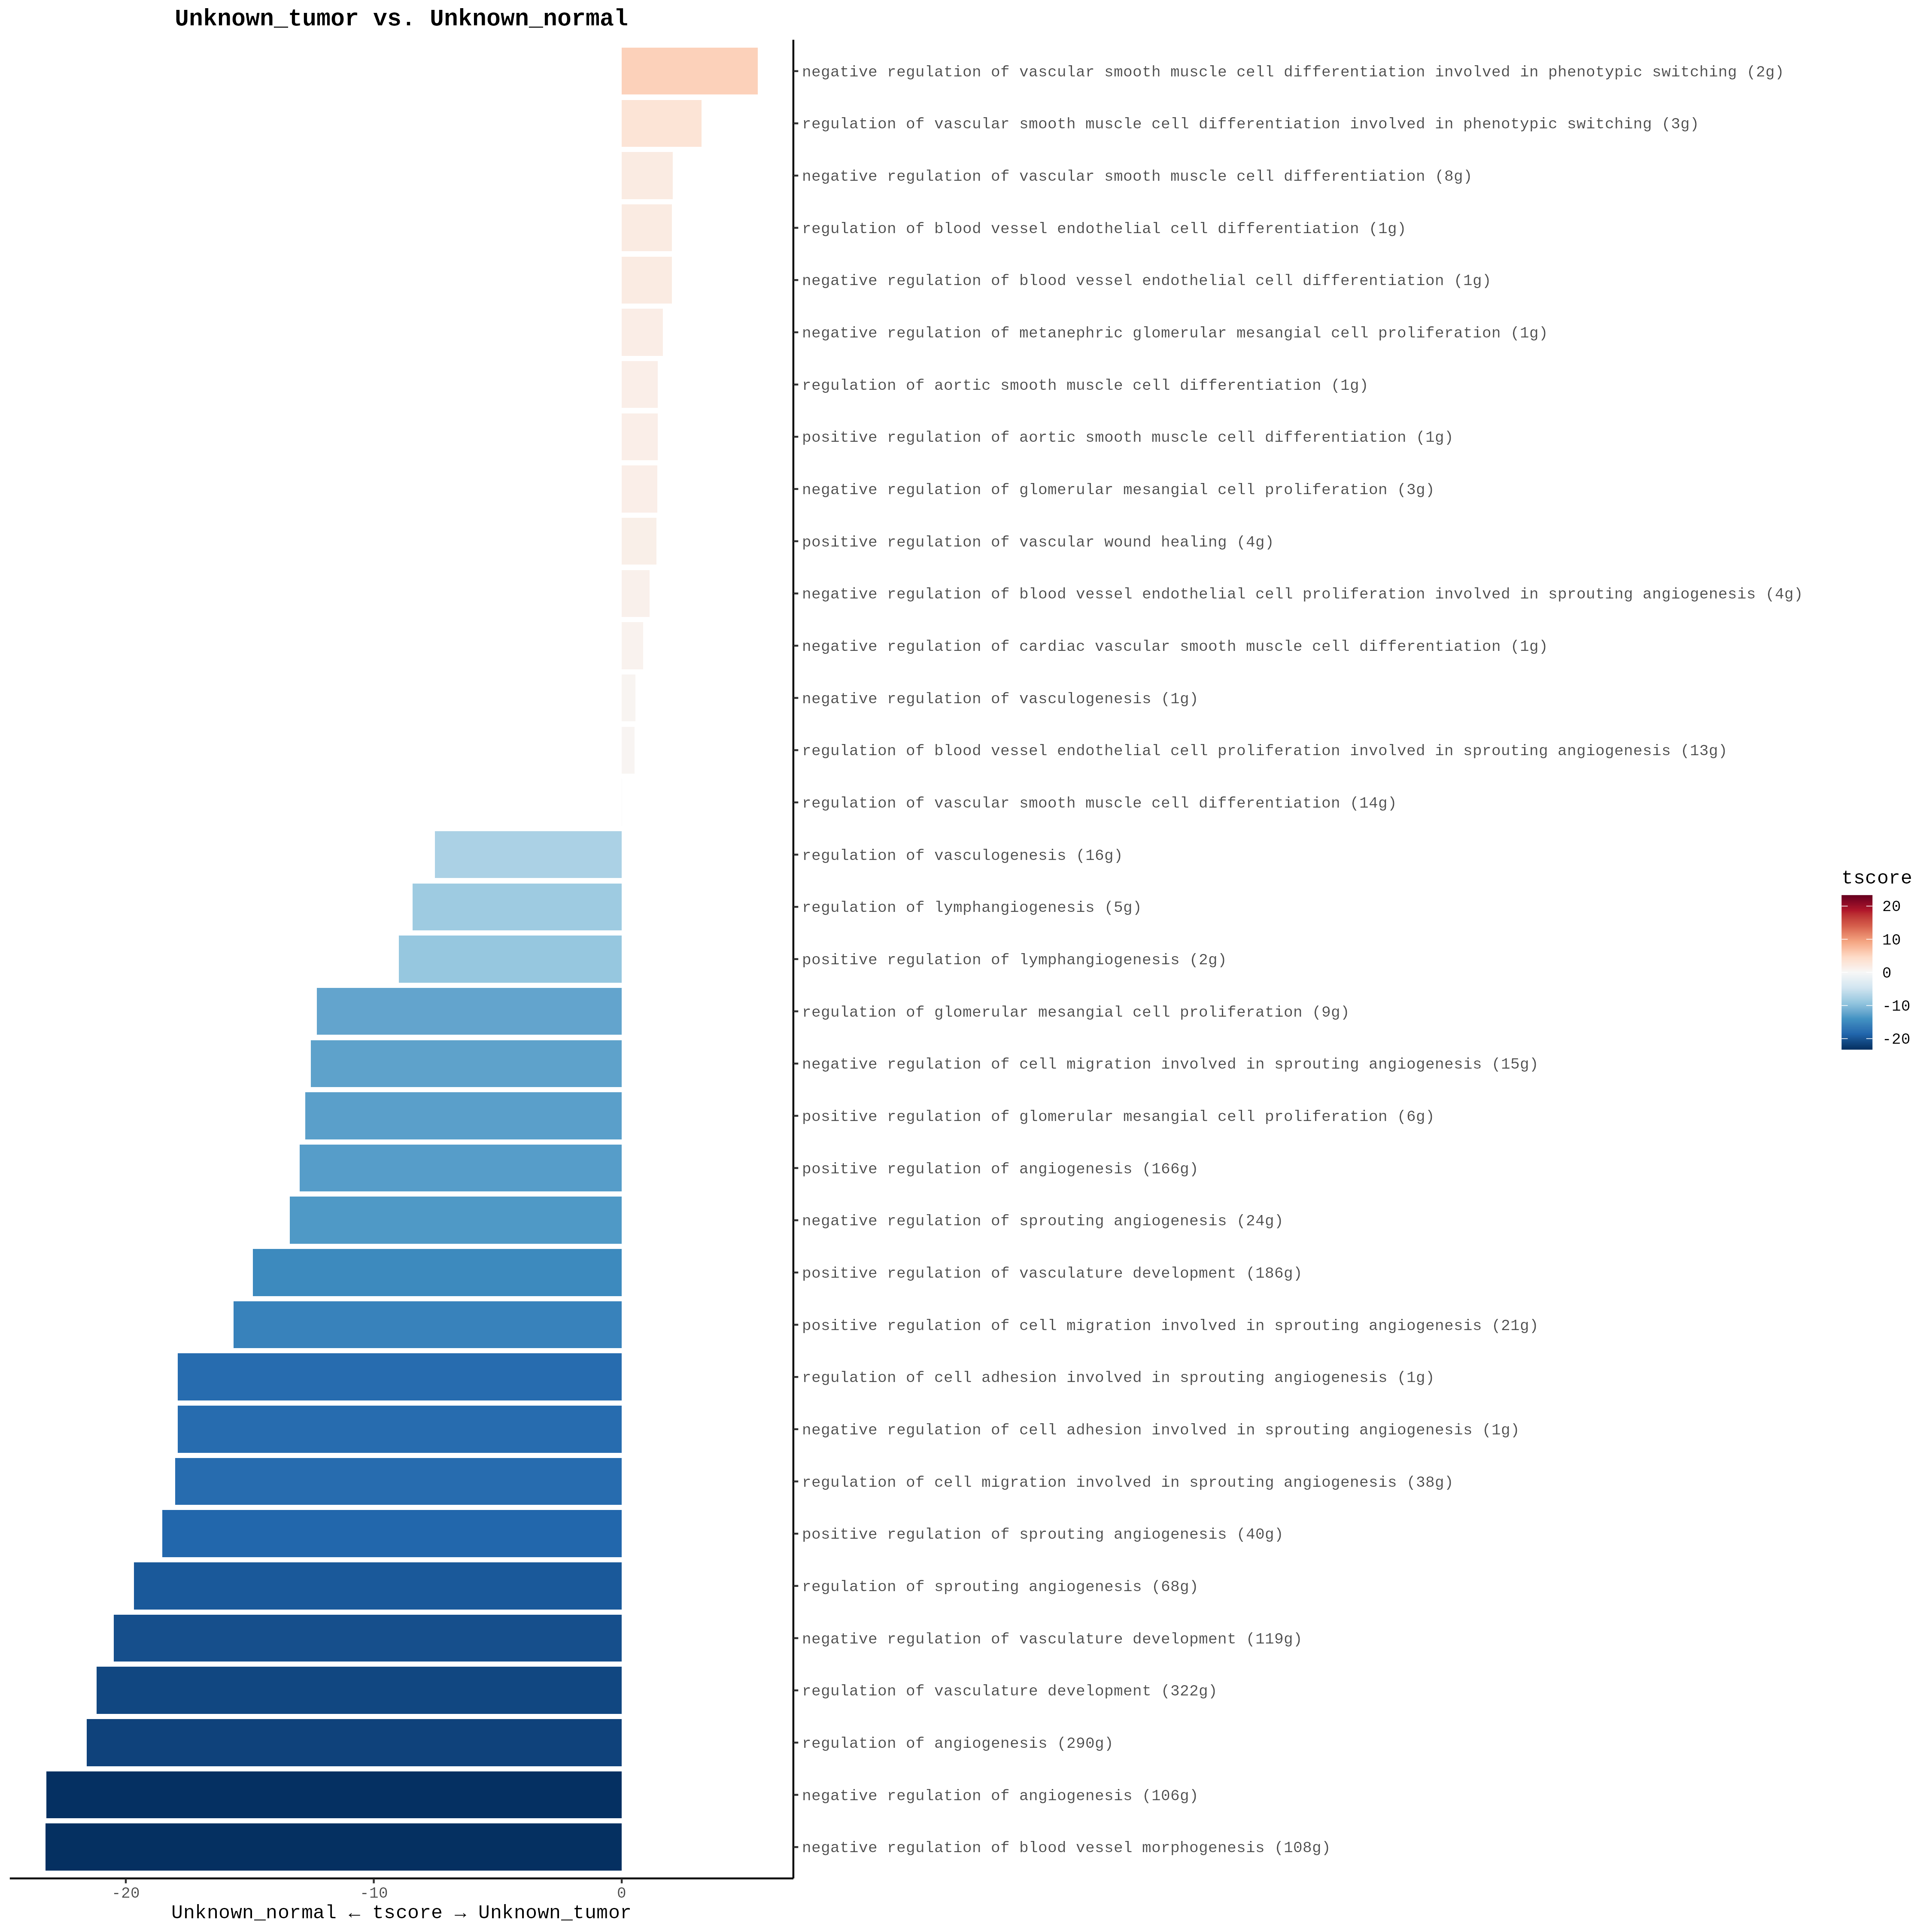 Unknown_tumor vs. Unknown_normal
negative regulation of vascular smooth muscle cell differentiation involved in phenotypic switching (2g)
regulation of vascular smooth muscle cell differentiation involved in phenotypic switching (3g)
negative regulation of vascular smooth muscle cell differentiation (8g)
regulation of blood vessel endothelial cell differentiation (1g)
negative regulation of blood vessel endothelial cell differentiation (1g)
negative regulation of metanephric glomerular mesangial cell proliferation (1g)
regulation of aortic smooth muscle cell differentiation (1g)
positive regulation of aortic smooth muscle cell differentiation (1g)
negative regulation of glomerular mesangial cell proliferation (3g)
positive regulation of vascular wound healing (4g)
negative regulation of blood vessel endothelial cell proliferation involved in sprouting angiogenesis (4g)
negative regulation of cardiac vascular smooth muscle cell differentiation (1g)
negative regulation of vasculogenesis (1g)
regulation of blood vessel endothelial cell proliferation involved in sprouting angiogenesis (13g)
regulation of vascular smooth muscle cell differentiation (14g)
regulation of vasculogenesis (16g)
regulation of lymphangiogenesis (5g)
positive regulation of lymphangiogenesis (2g)
regulation of glomerular mesangial cell proliferation (9g)
negative regulation of cell migration involved in sprouting angiogenesis (15g)
positive regulation of glomerular mesangial cell proliferation (6g)
positive regulation of angiogenesis (166g)
negative regulation of sprouting angiogenesis (24g)
positive regulation of vasculature development (186g)
positive regulation of cell migration involved in sprouting angiogenesis (21g)
regulation of cell adhesion involved in sprouting angiogenesis (1g)
negative regulation of cell adhesion involved in sprouting angiogenesis (1g)
regulation of cell migration involved in sprouting angiogenesis (38g)
positive regulation of sprouting angiogenesis (40g)
regulation of sprouting angiogenesis (68g)
negative regulation of vasculature development (119g)
regulation of vasculature development (322g)
regulation of angiogenesis (290g)
negative regulation of angiogenesis (106g)
negative regulation of blood vessel morphogenesis (108g)
-20 -10 0
Unknown_normal ← tscore → Unknown_tumor
tscore
20
10
0
-10
-20